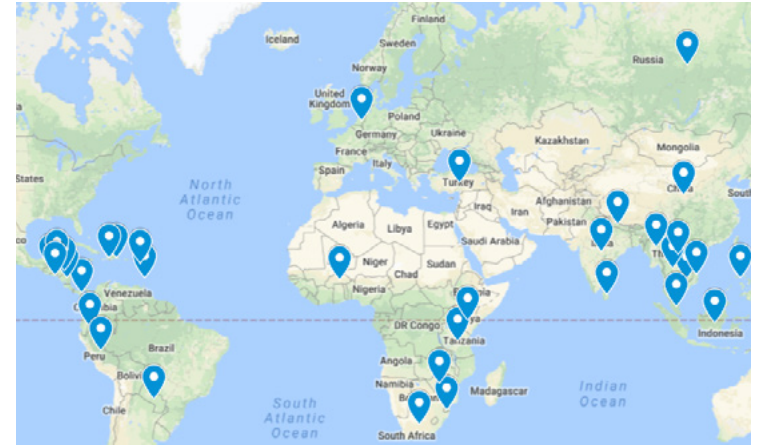 Finland
Iceland
Sweden
Norway
Russia
United
Kingdom
Poland
Germany
Ukraine
Kazakhstan
France
Mongolia
Italy
Spain
Turkey
States
North
Atlantic
Ocean
Afghanistan
Iraq
Iran
Pakistan
Algeria
Libya
Egypt
Saudi Arabia
Niger
Chad
Sudan
Nigeria
Venezuela
DR Congo
Tanzania
Indonesia
Peru
Brazil
Angola
Namibia
Madagascar
Indian
Ocean
Chile
South
Atlantic
Ocean
South Africa